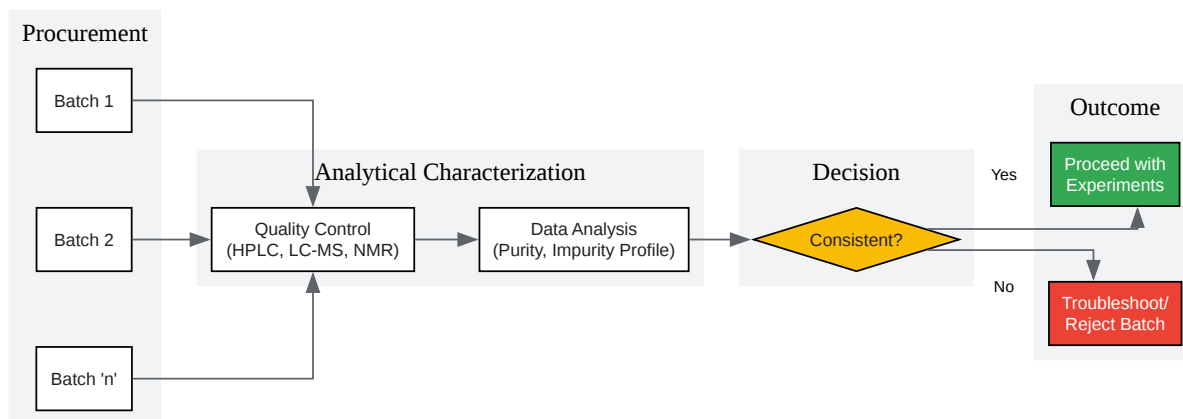 Procurement
Batch 1
Batch 2
Batch 'n'
Analytical Characterization
Quality Control
(HPLC, LC-MS, NMR)
Data Analysis
(Purity, Impurity Profile)
Decision
Consistent?
Yes
No
Outcome
Proceed with
Experiments
Troubleshoot/
Reject Batch